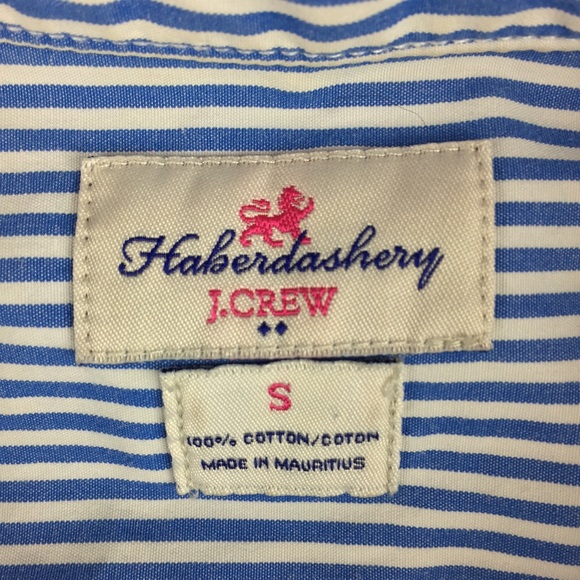 Haberdashery
J.CREW
S
100% COTTON/COTON
MADE IN MAURITIUS